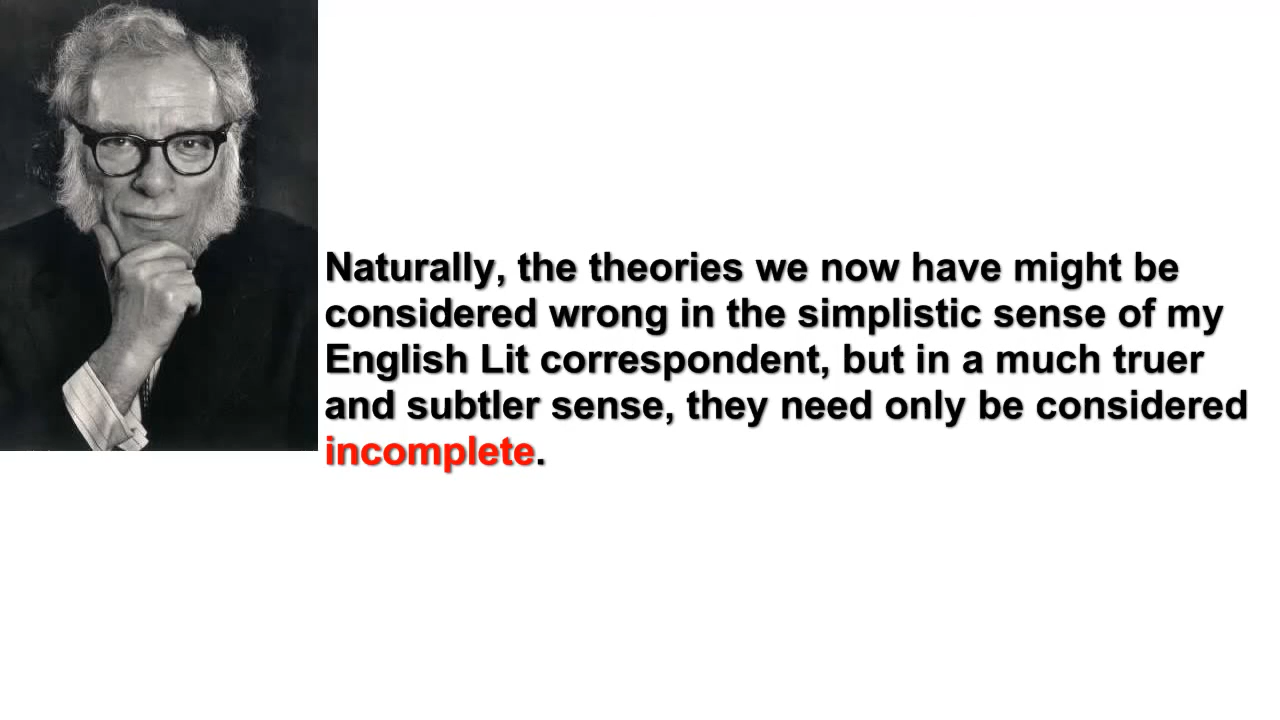 Naturally, the theories we now have might be
considered wrong in the simplistic sense of my
English Lit correspondent, but in a much truer
and subtler sense, they need only be considered
incomplete.